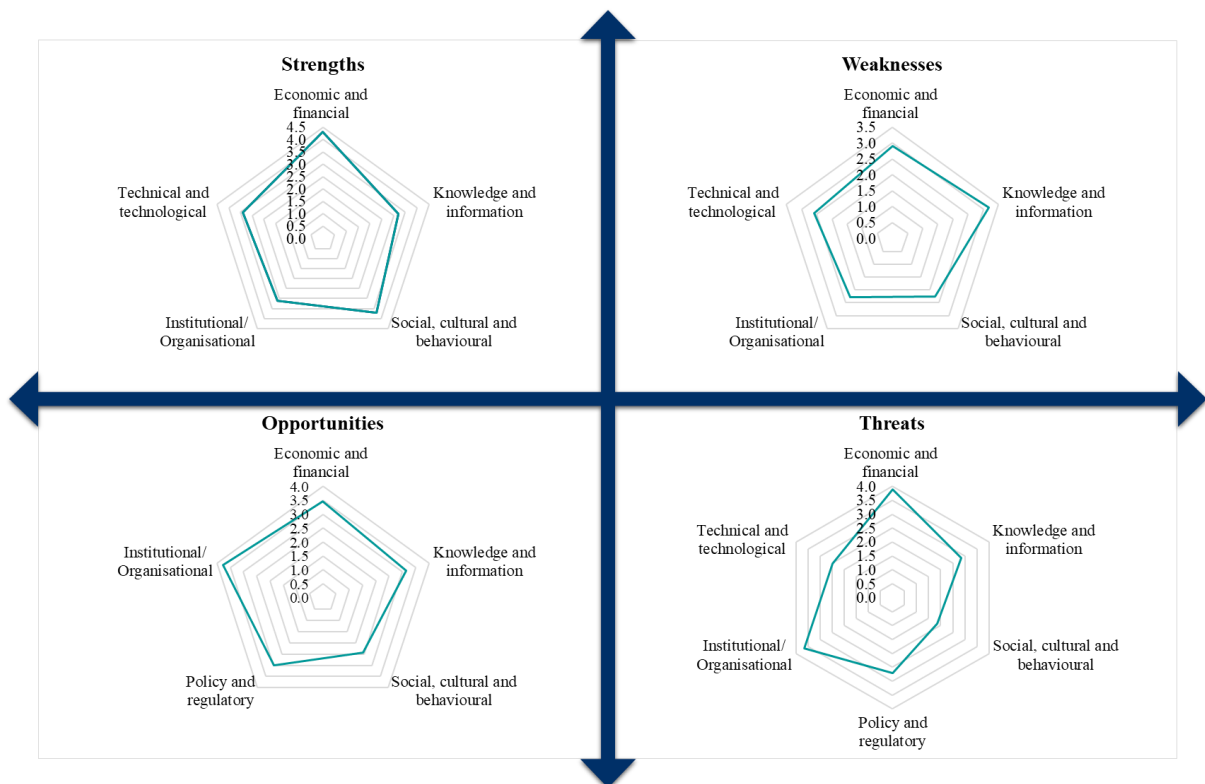 Strengths
Economic and
financial
4.5
4.0
3.5
3.0
2.5
2.0
1.5
1.0
0.5
0.0
Knowledge and
information
Social, cultural and
behavioural
Institutional/
Organisational
Technical and
technological
Weaknesses
Economic and
financial
3.5
3.0
2.5
2.0
1.5
1.0
0.5
0.0
Knowledge and
information
Social, cultural and
behavioural
Institutional/
Organisational
Technical and
technological
Opportunities
Economic and
financial
4.0
3.5
3.0
2.5
2.0
1.5
1.0
0.5
0.0
Knowledge and
information
Social, cultural and
behavioural
Policy and
regulatory
Institutional/
Organisational
Threats
Economic and
financial
4.0
3.5
3.0
2.5
2.0
1.5
1.0
0.5
0.0
Knowledge and
information
Social, cultural and
behavioural
Policy and
regulatory
Institutional/
Organisational
Technical and
technological